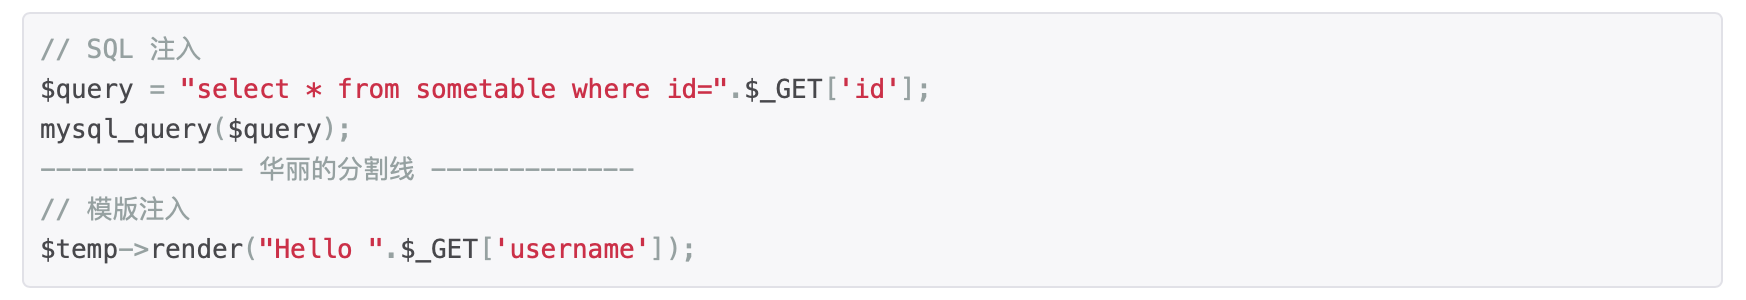 // SQL 注入
$query = "select * from sometable where id=".$_GET['id'];
mysql_query($query);
------------- 华丽的分割线 -------------
// 模版注入
$temp->render("Hello ".$_GET['username']);